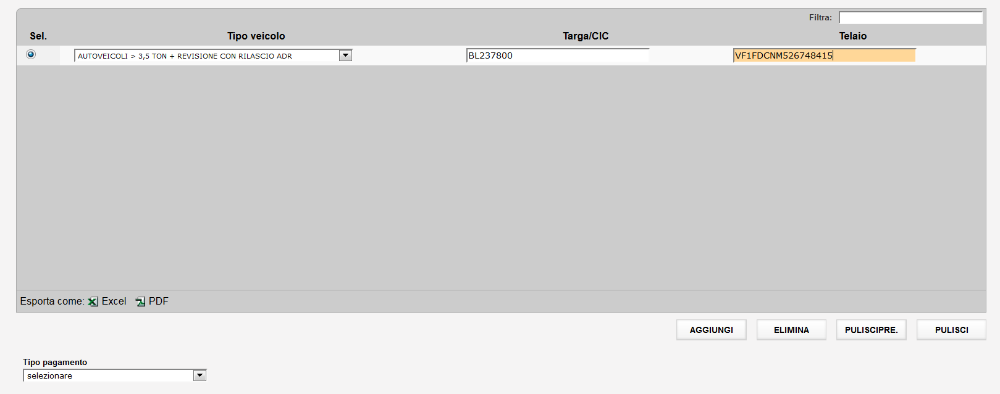 Filtra:
Sel. Tipo veicolo Targa/CIC Telaio
AUTOVEICOLI > 3,5 TON + REVISIONE CON RILASCIO ADR BL237800 VF1FDCNM526748415
Esporta come: Excel PDF
AGGIUNGI ELIMINA PULISCIPRE. PULISCI
Tipo pagamento
selezionare